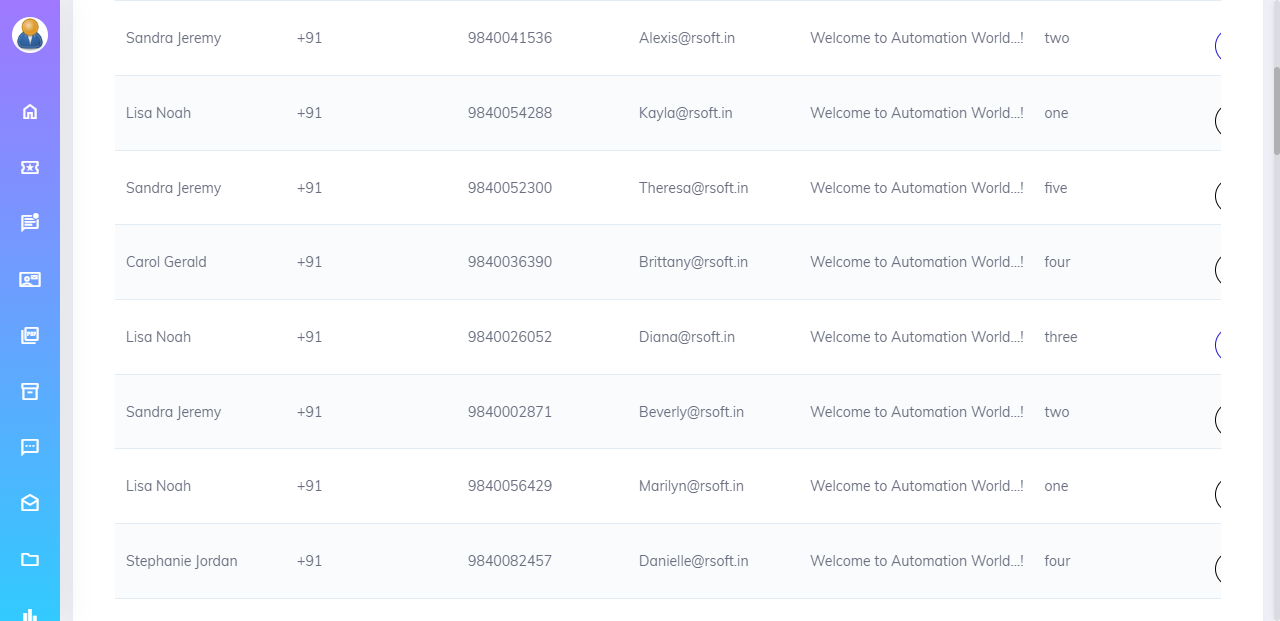 Sandra Jeremy +91 9840041536 Alexis@rsoft.in Welcome to Automation World...! two
Lisa Noah +91 9840054288 Kayla@rsoft.in Welcome to Automation World...! one
Sandra Jeremy +91 9840052300 Theresa@rsoft.in Welcome to Automation World...! five
Carol Gerald +91 9840036390 Brittany@rsoft.in Welcome to Automation World...! four
Lisa Noah +91 9840026052 Diana@rsoft.in Welcome to Automation World...! three
Sandra Jeremy +91 9840002871 Beverly@rsoft.in Welcome to Automation World...! two
Lisa Noah +91 9840056429 Marilyn@rsoft.in Welcome to Automation World...! one
Stephanie Jordan +91 9840082457 Danielle@rsoft.in Welcome to Automation World...! four